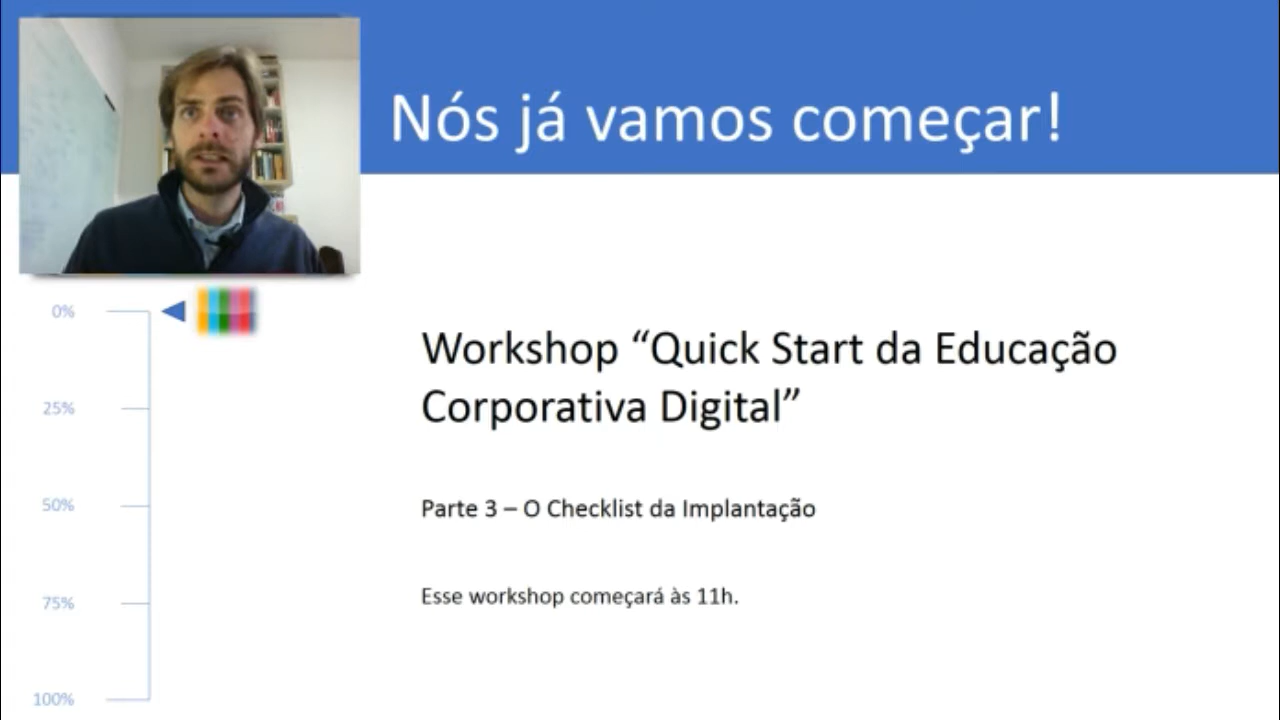 Nós já vamos começar!
0%
25%
50%
75%
100%
Workshop “Quick Start da Educação
Corporativa Digital”
Parte 3 – O Checklist da Implantação
Esse workshop começará às 11h.